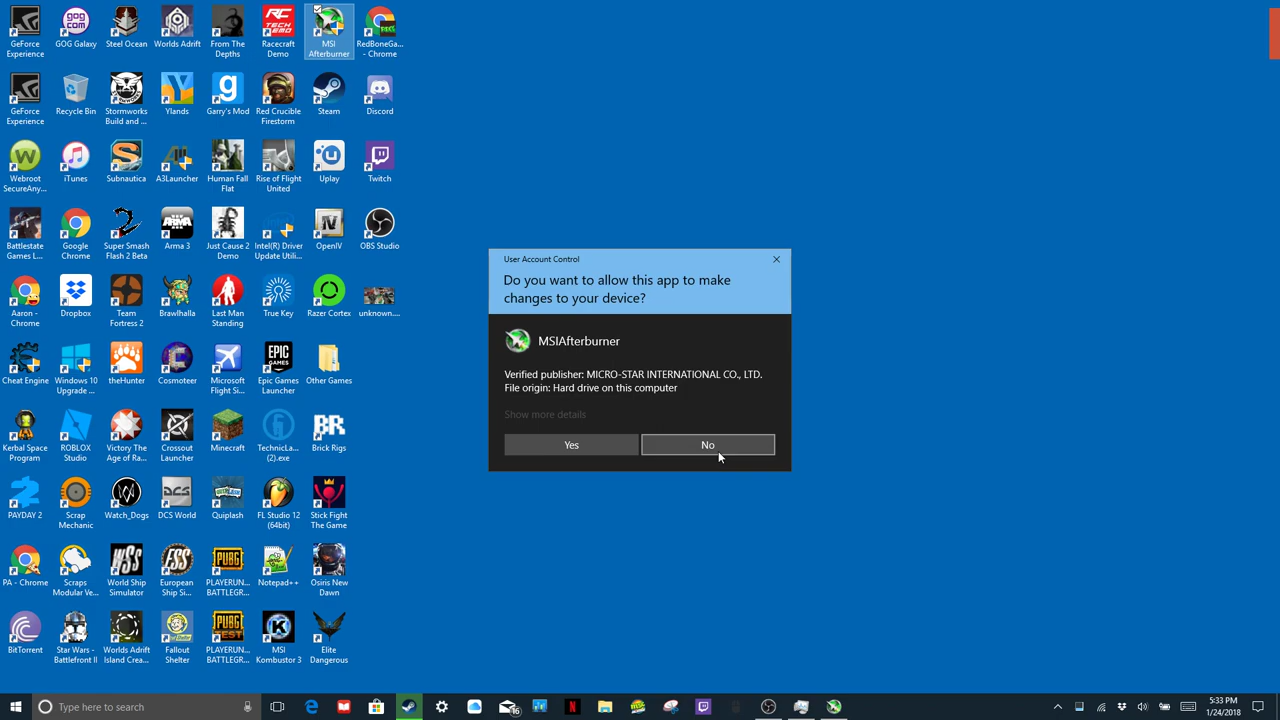 GeForce
Experience
GOG Galaxy
Steel Ocean
Worlds Adrift
From The
Depths
Racecraft
Demo
MSI
Afterburner
RedBoneGa...
- Chrome
GeForce
Experience
Recycle Bin
Stormworks
Build and ...
Ylands
Garry's Mod
Red Crucible
Firestorm
Steam
Discord
Webroot
SecureAny...
iTunes
Subnautica
A3Launcher
Human Fall
Flat
Rise of Flight
United
Uplay
Twitch
Battlestate
Games L...
Google
Chrome
Super Smash
Flash 2 Beta
Arma 3
Just Cause 2
Demo
Intel(R) Driver
Update Utili...
OpenIV
OBS Studio
Aaron -
Chrome
Dropbox
Team
Fortress 2
Brawlhalla
Last Man
Standing
True Key
Razer Cortex
unknown....
Cheat Engine
Windows 10
Upgrade ...
theHunter
Cosmoteer
Microsoft
Flight Si...
Epic Games
Launcher
Other Games
Kerbal Space
Program
ROBLOX
Studio
Victory The
Age of Ra...
Crossout
Launcher
Minecraft
TechnicLa...
(2).exe
Brick Rigs
PAYDAY 2
Scrap
Mechanic
Watch_Dogs
DCS World
Quiplash
FL Studio 12
(64bit)
Stick Fight
The Game
PA - Chrome
Scraps
Modular Ve...
World Ship
Simulator
European
Ship Si...
PLAYERUN...
BATTLEGR...
Notepad++
Osiris New
Dawn
BitTorrent
Star Wars -
Battlefront II
Worlds Adrift
Island Crea...
Fallout
Shelter
PLAYERUN...
BATTLEGR...
MSI
Kombustor 3
Elite
Dangerous
User Account Control
Do you want to allow this app to make
changes to your device?
MSIAfterburner
Verified publisher: MICRO-STAR INTERNATIONAL CO., LTD.
File origin: Hard drive on this computer
Show more details
Yes
No
Type here to search
16
5:33 PM
1/24/2018